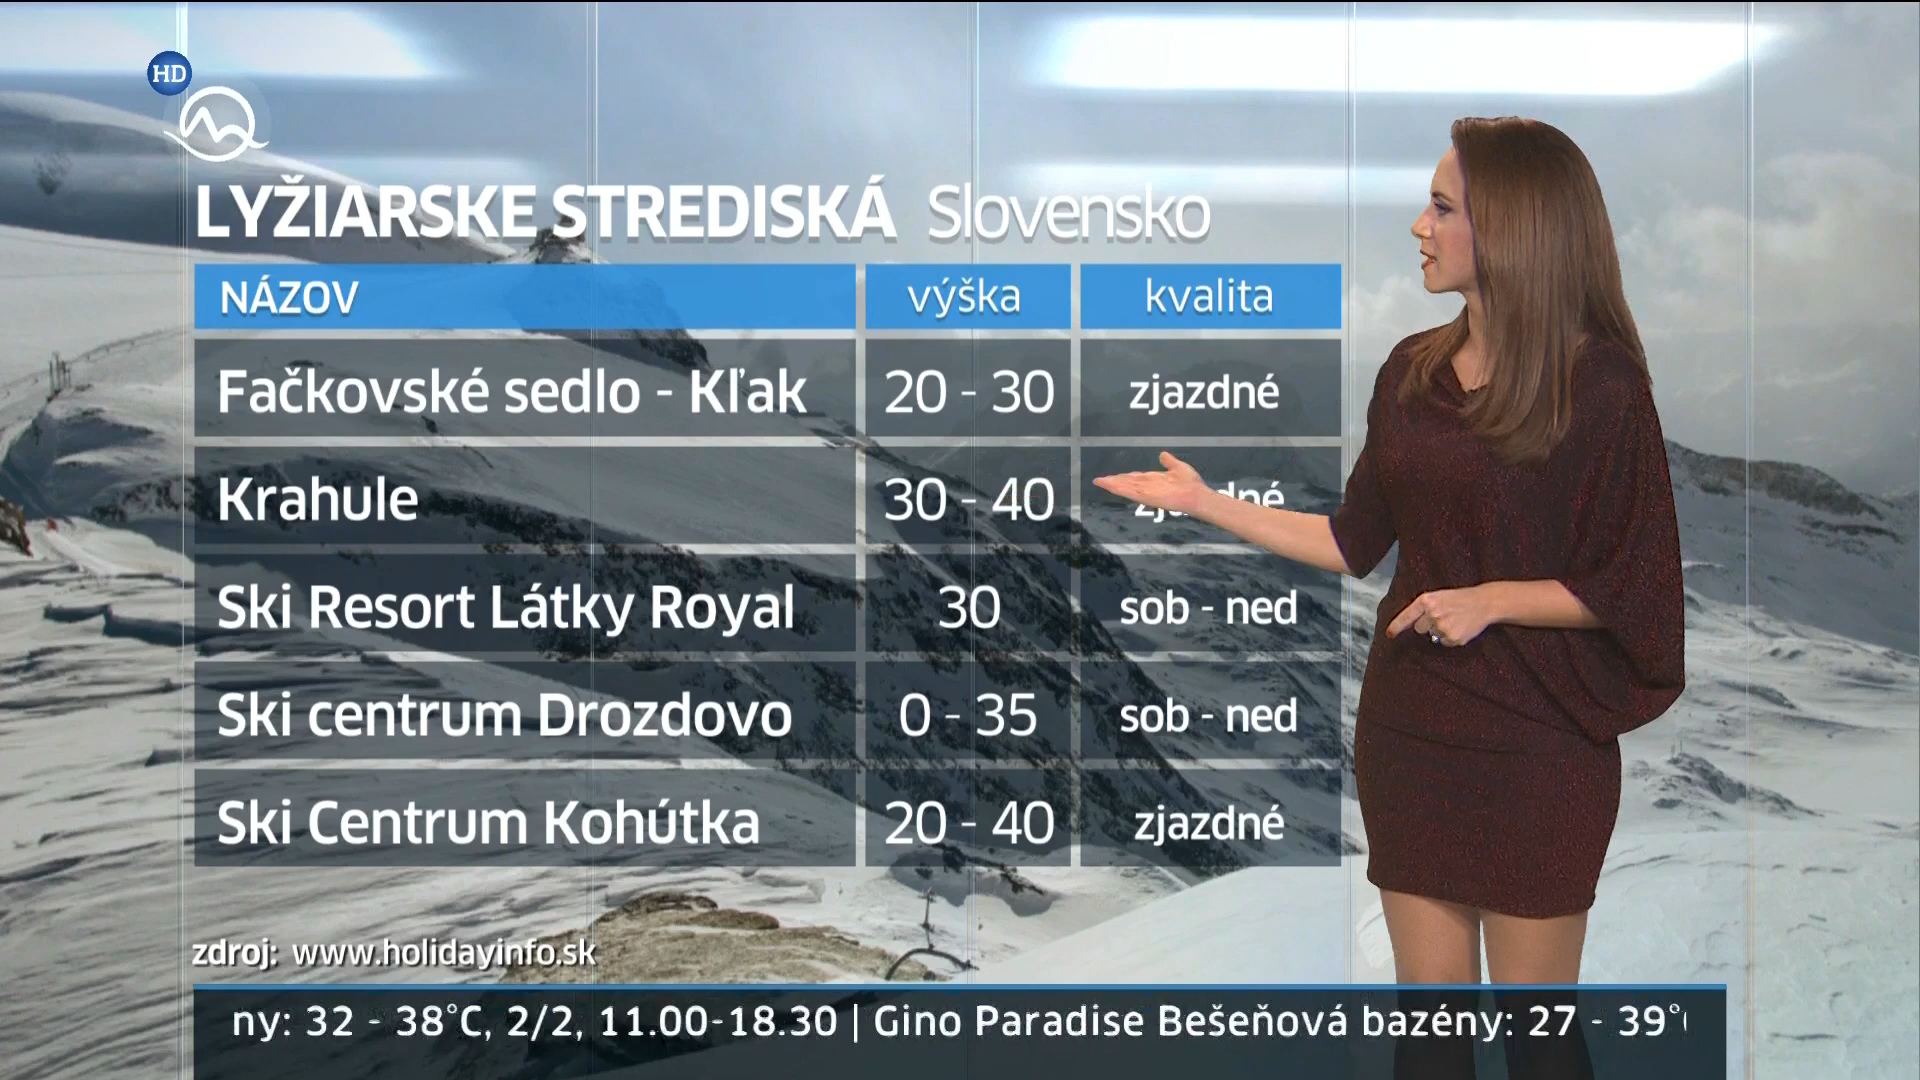 HD
LYŽIARSKE STREDISKÁ Slovensko
NÁZOV výška kvalita
Fačkovské sedlo - Kľak 20 - 30 zjazdné
Krahule 30 - 40
Ski Resort Látky Royal 30 sob - ned
Ski centrum Drozdovo 0 - 35 sob - ned
Ski Centrum Kohútka 20 - 40 zjazdné
zdroj: www.holidayinfo.sk
ny: 32 - 38°C, 2/2, 11.00-18.30 | Gino Paradise Bešeňová bazény: 27 - 39°